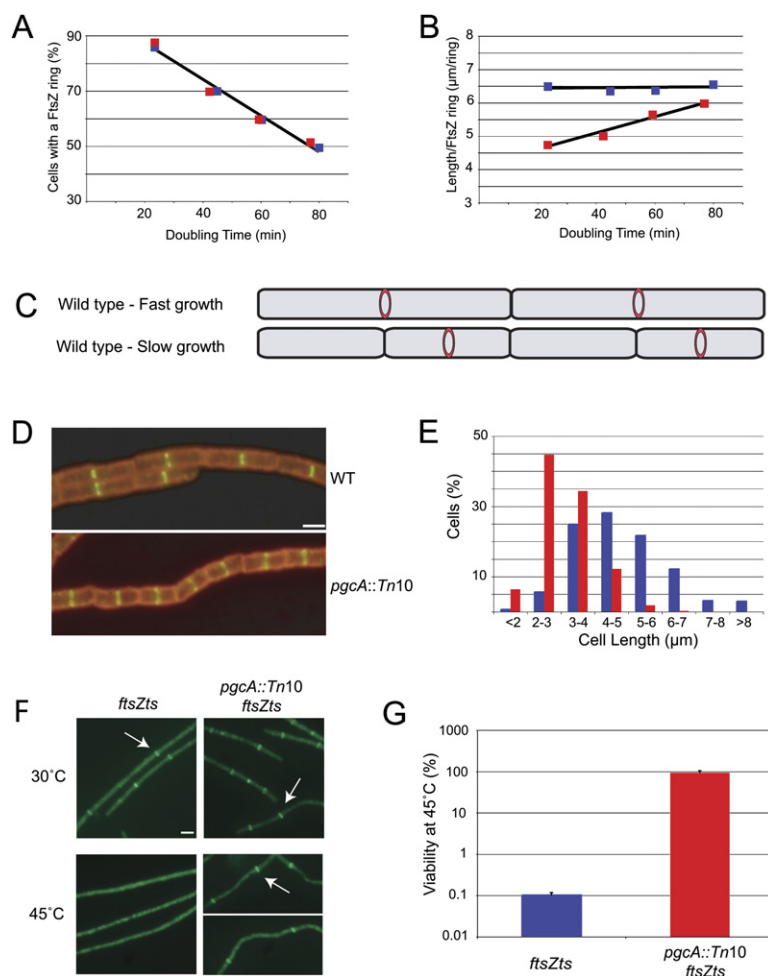 A
Cells with a FtsZ ring (%)
90
70
50
30
20
40
60
80
Doubling Time (min)
B
Length/FtsZ ring (µm/ring)
8
7
6
5
4
3
20
40
60
80
Doubling Time (min)
C
Wild type - Fast growth
Wild type - Slow growth
D
WT
pgcA::Tn10
E
Cells (%)
50
30
10
<2
2-3
3-4
4-5
5-6
6-7
7-8
>8
Cell Length (µm)
F
ftsZts
pgcA::Tn10
ftsZts
30˚C
45˚C
G
Viability at 45˚C (%)
1000
100
10
1
0.1
0.01
ftsZts
pgcA::Tn10
ftsZts